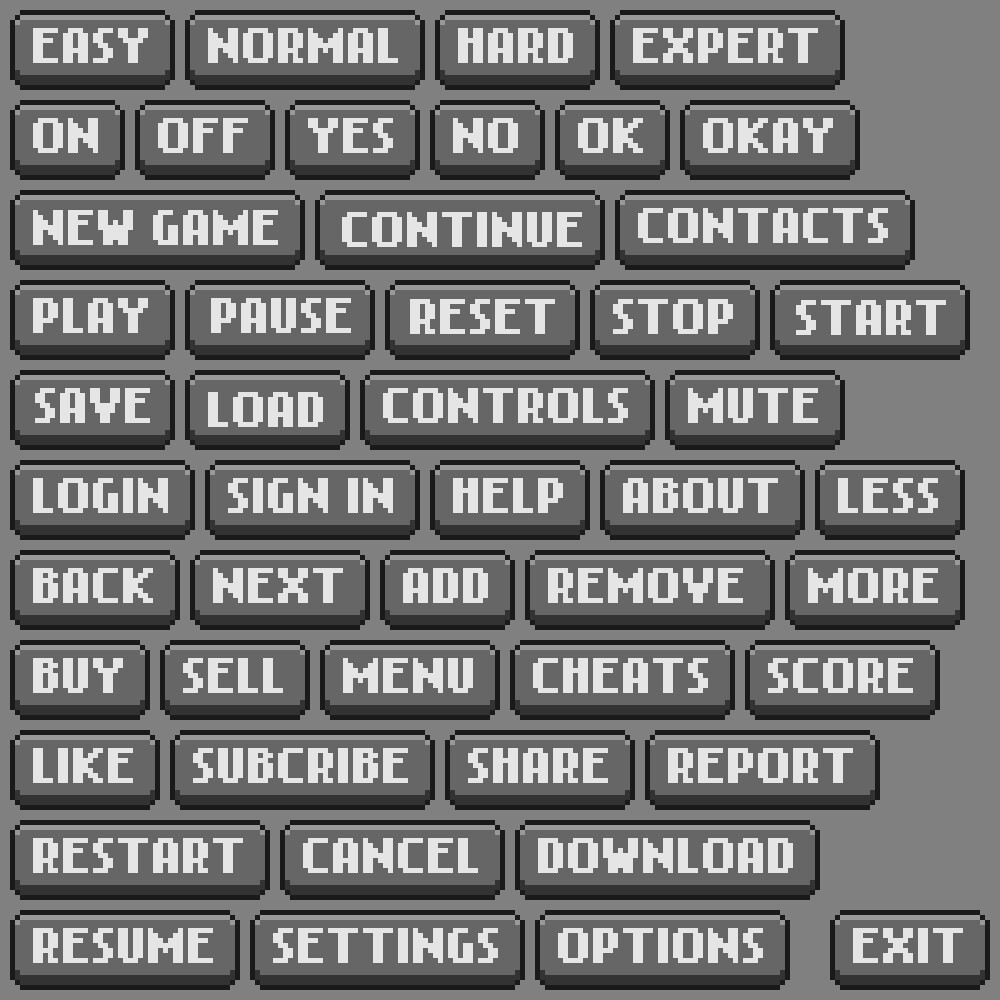 EASY NORMAL HARD EXPERT
ON OFF YES NO OK OKAY
NEW GAME CONTINUE CONTACTS
PLAY PAUSE RESET STOP START
SAVE LOAD CONTROLS MUTE
LOGIN SIGN IN HELP ABOUT LESS
BACK NEXT ADD REMOVE MORE
BUY SELL MENU CHEATS SCORE
LIKE SUBCRIBE SHARE REPORT
RESTART CANCEL DOWNLOAD
RESUME SETTINGS OPTIONS EXIT